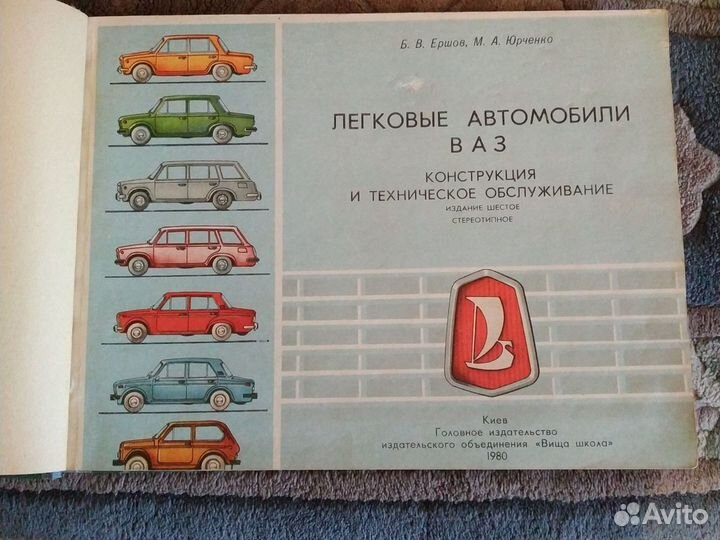 Б. В. Ершов, М. А. Юрченко
ЛЕГКОВЫЕ АВТОМОБИЛИ
ВАЗ
КОНСТРУКЦИЯ
И ТЕХНИЧЕСКОЕ ОБСЛУЖИВАНИЕ
ИЗДАНИЕ ШЕСТОЕ
СТЕРЕОТИПНОЕ
Киев
Головное издательство
издательского объединения «Вища школа»
1980
Avito